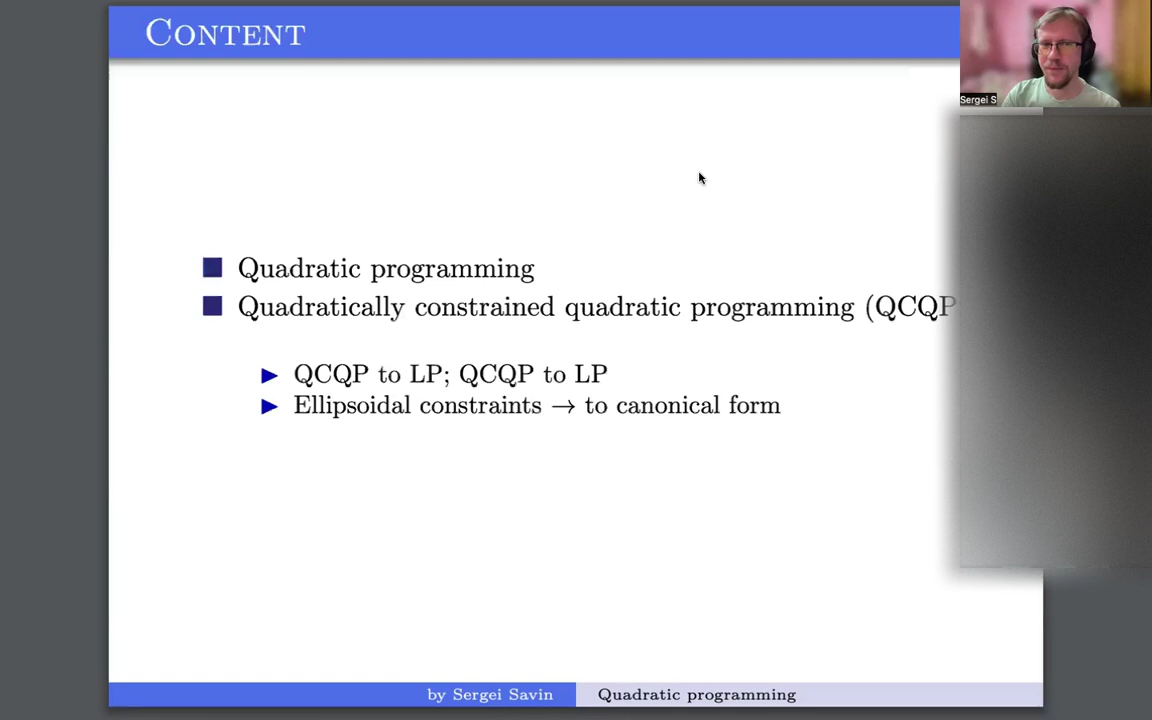 CONTENT
Sergei S
Quadratic programming
Quadratically constrained quadratic programming (QCQP
QCQP to LP; QCQP to LP
Ellipsoidal constraints → to canonical form
by Sergei Savin
Quadratic programming